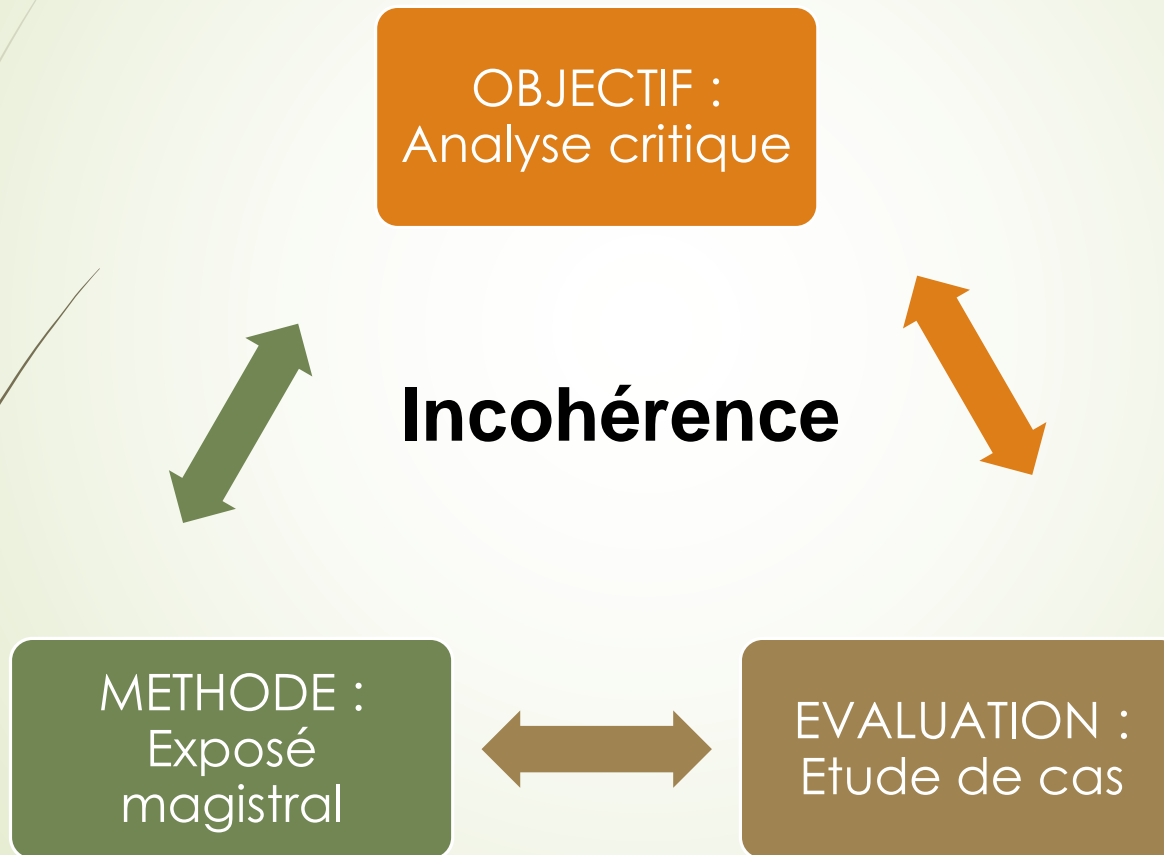 OBJECTIF :
Analyse critique
Incohérence
METHODE :
Exposé
magistral
EVALUATION :
Etude de cas